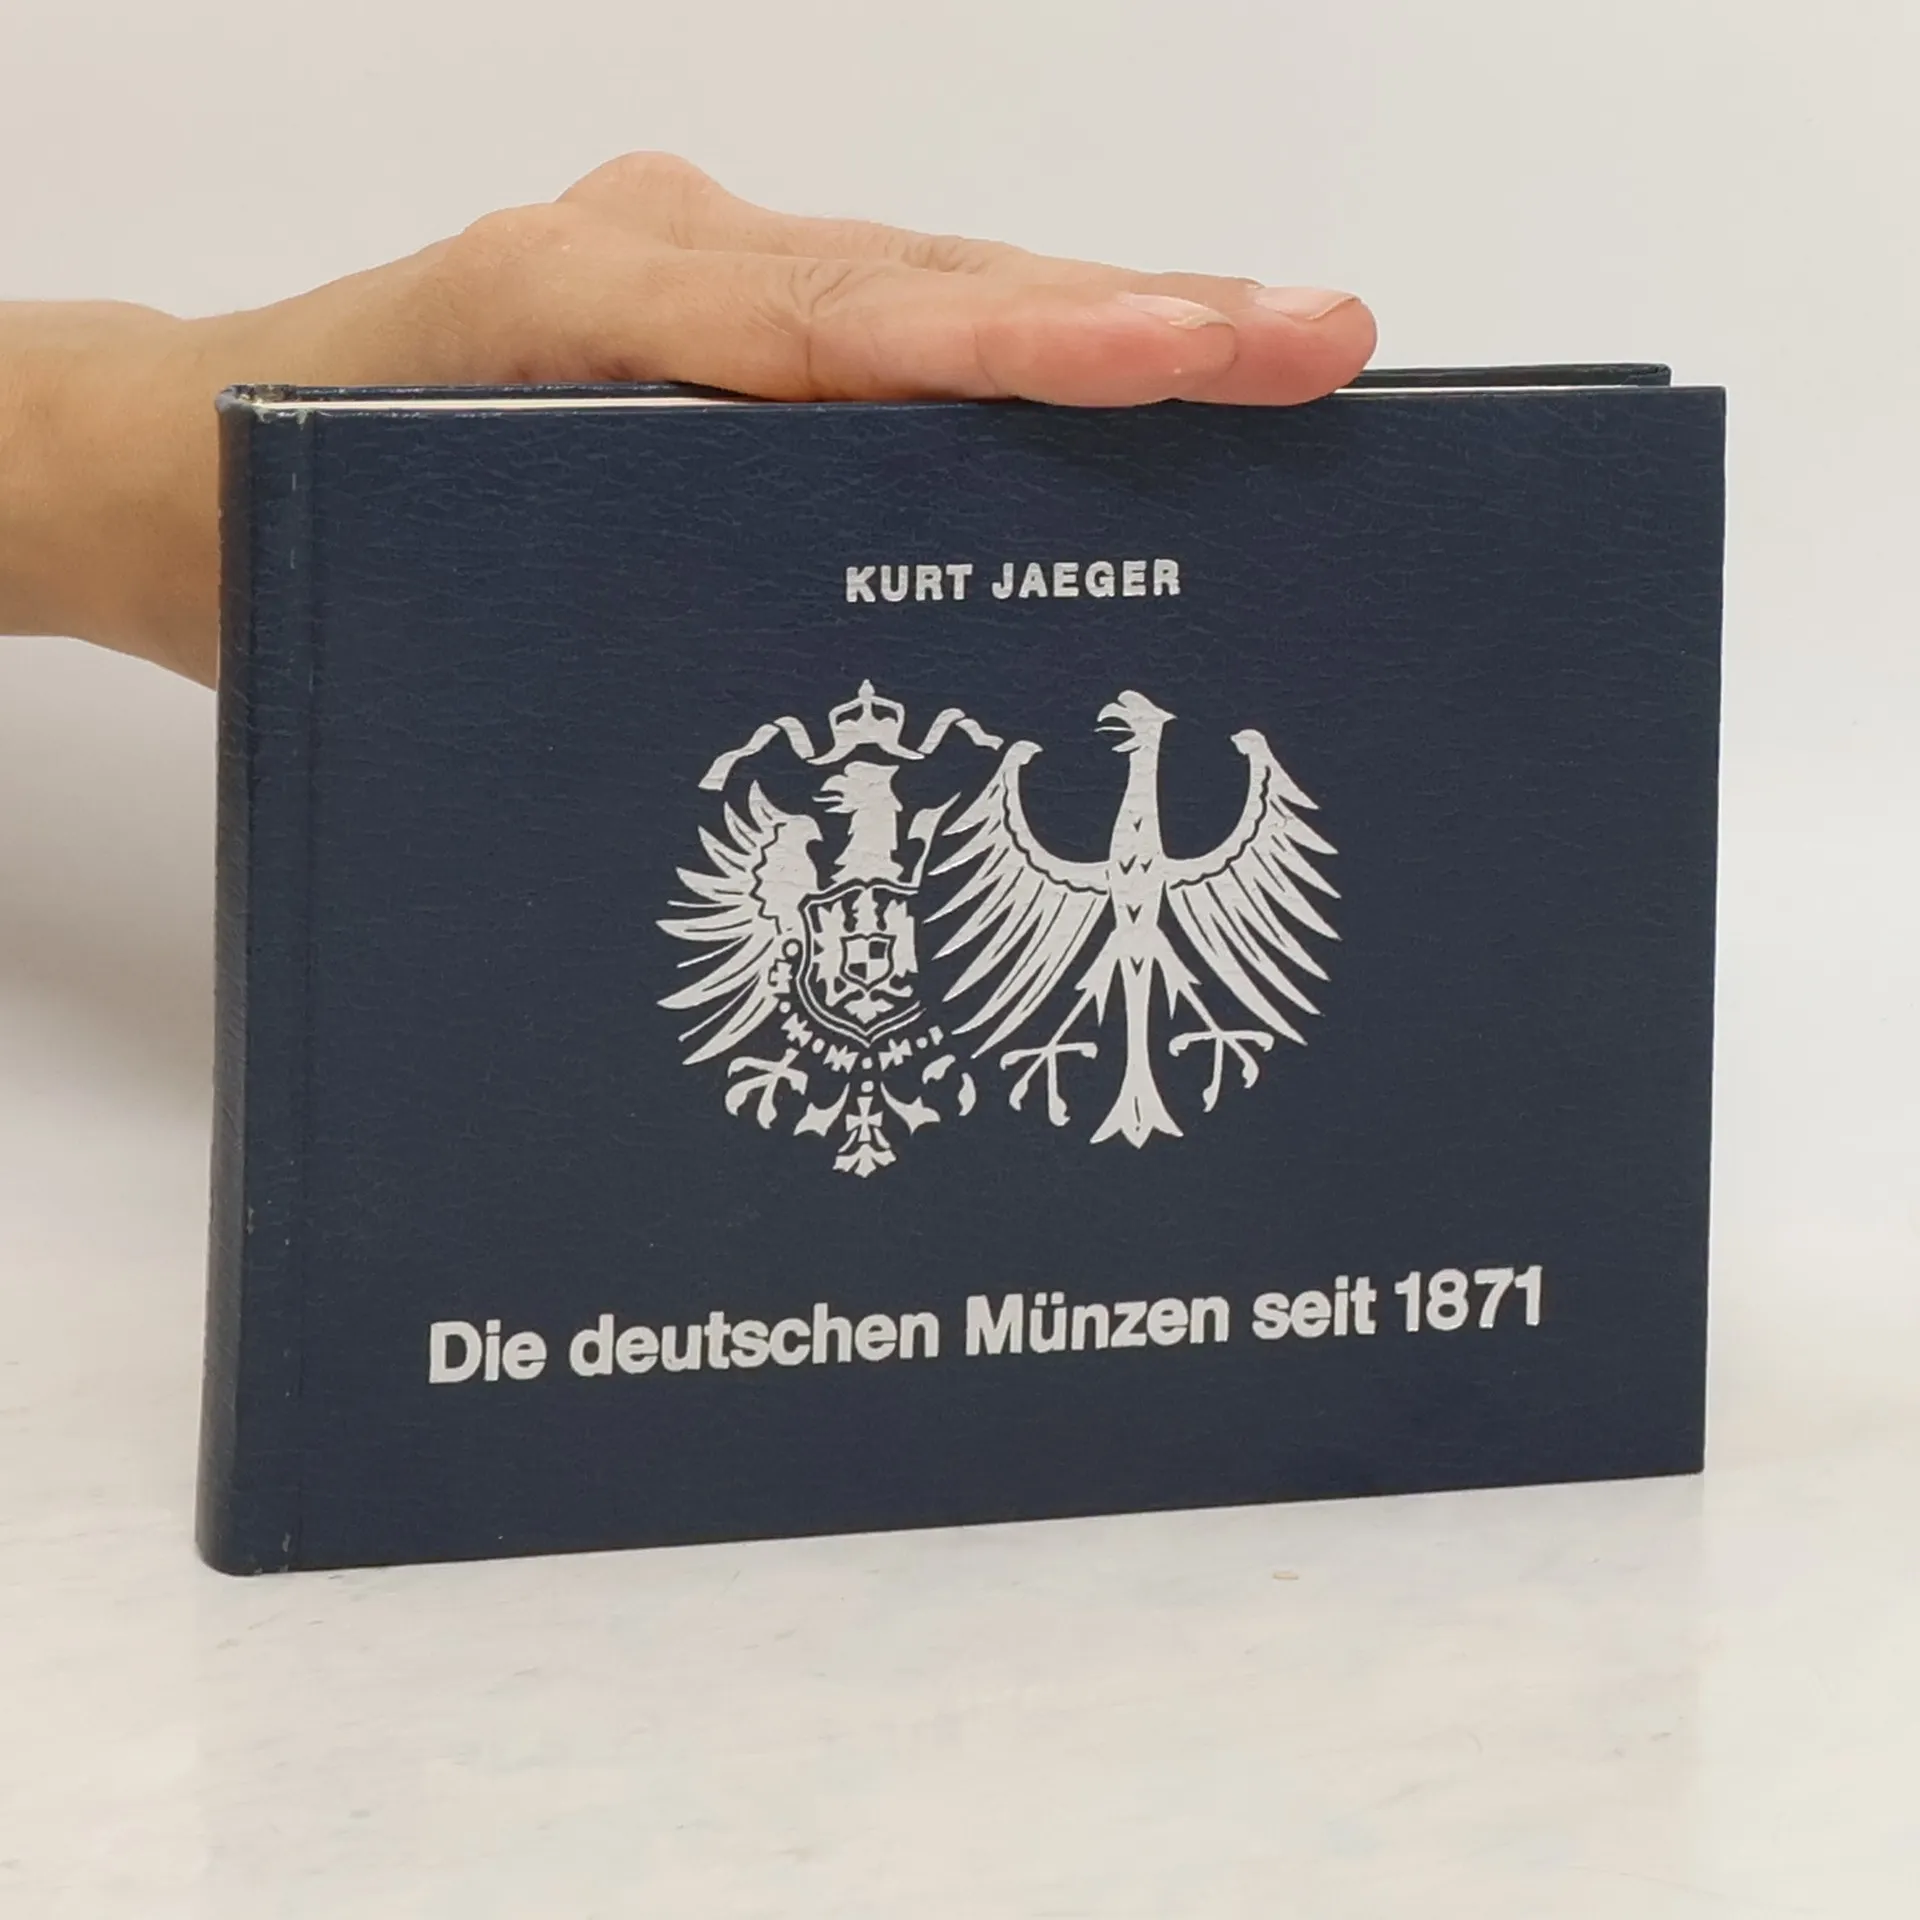 KURT JAEGER
Die deutschen Münzen seit 1871